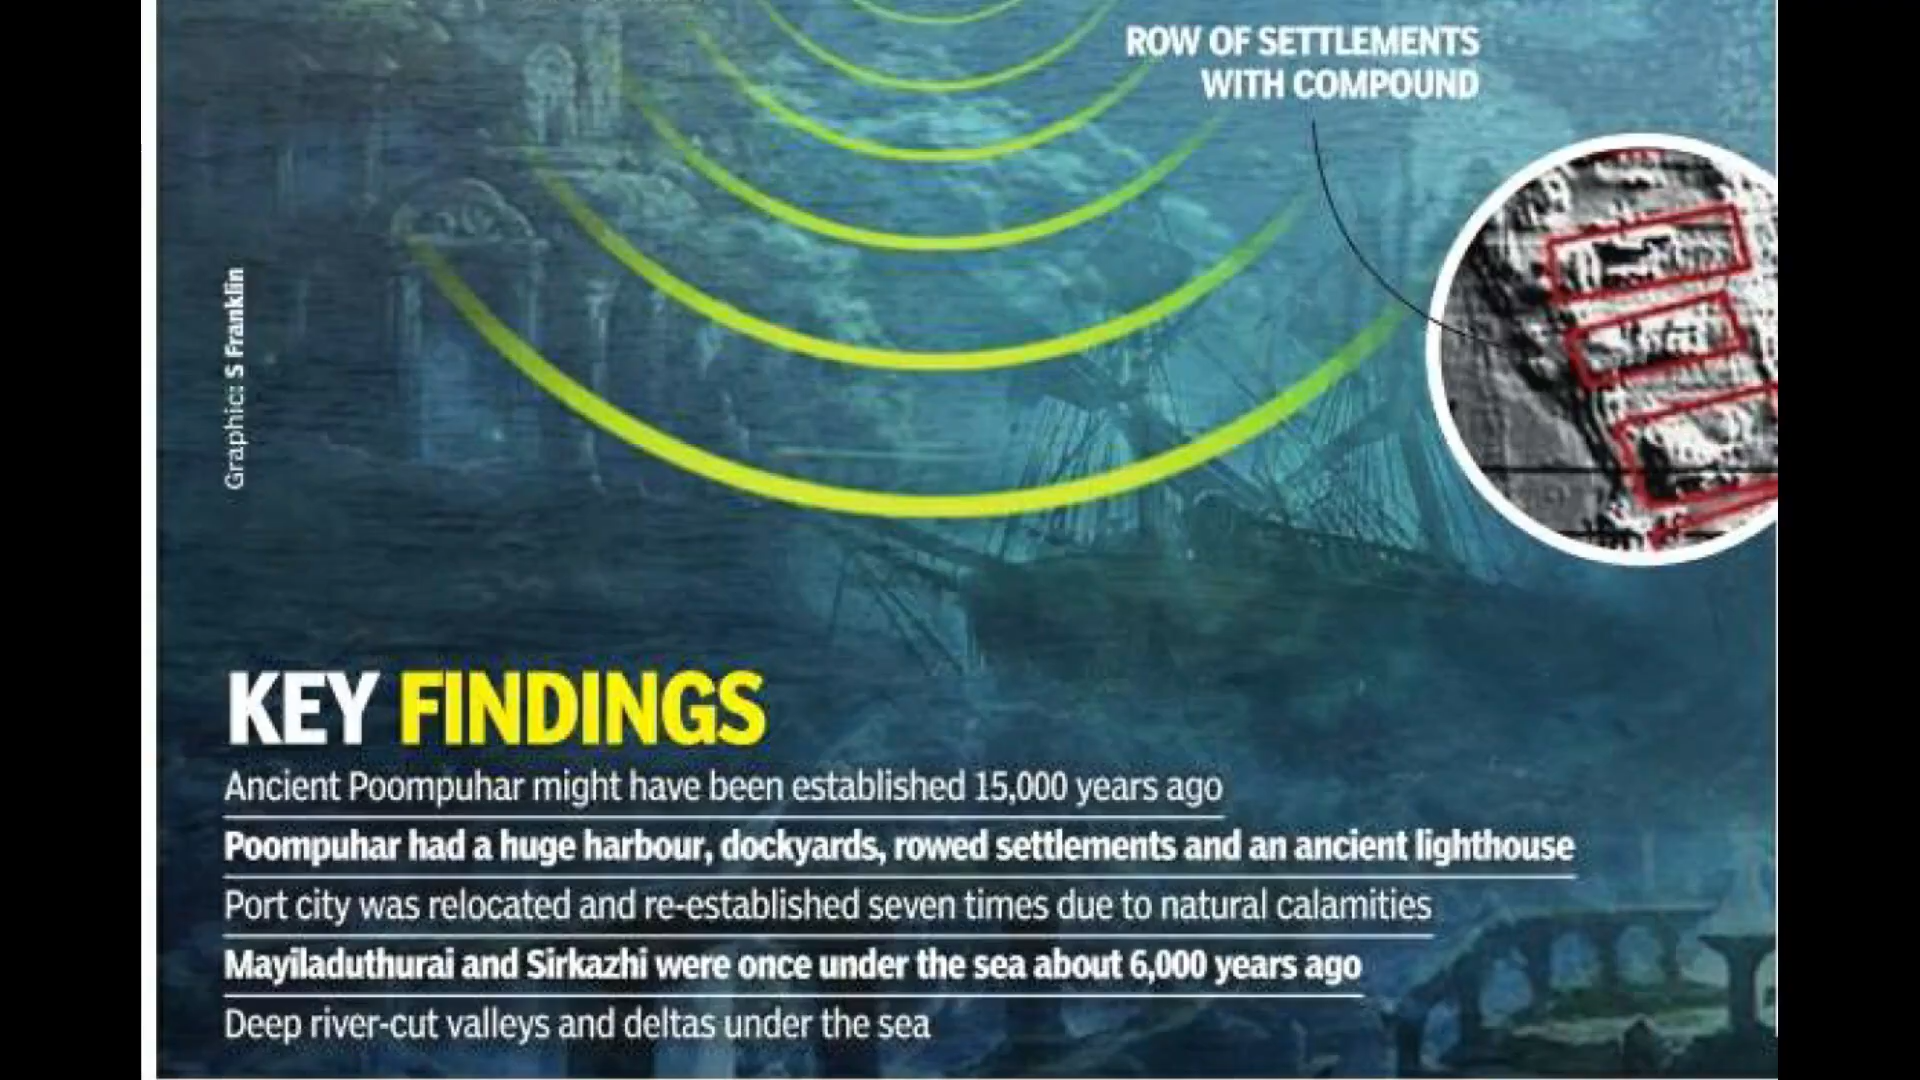 ROW OF SETTLEMENTS
WITH COMPOUND
Graphic: S Franklin
KEY FINDINGS
Ancient Poompuhar might have been established 15,000 years ago
Poompuhar had a huge harbour, dockyards, rowed settlements and an ancient lighthouse
Port city was relocated and re-established seven times due to natural calamities
Mayiladuthurai and Sirkazhi were once under the sea about 6,000 years ago
Deep river-cut valleys and deltas under the sea